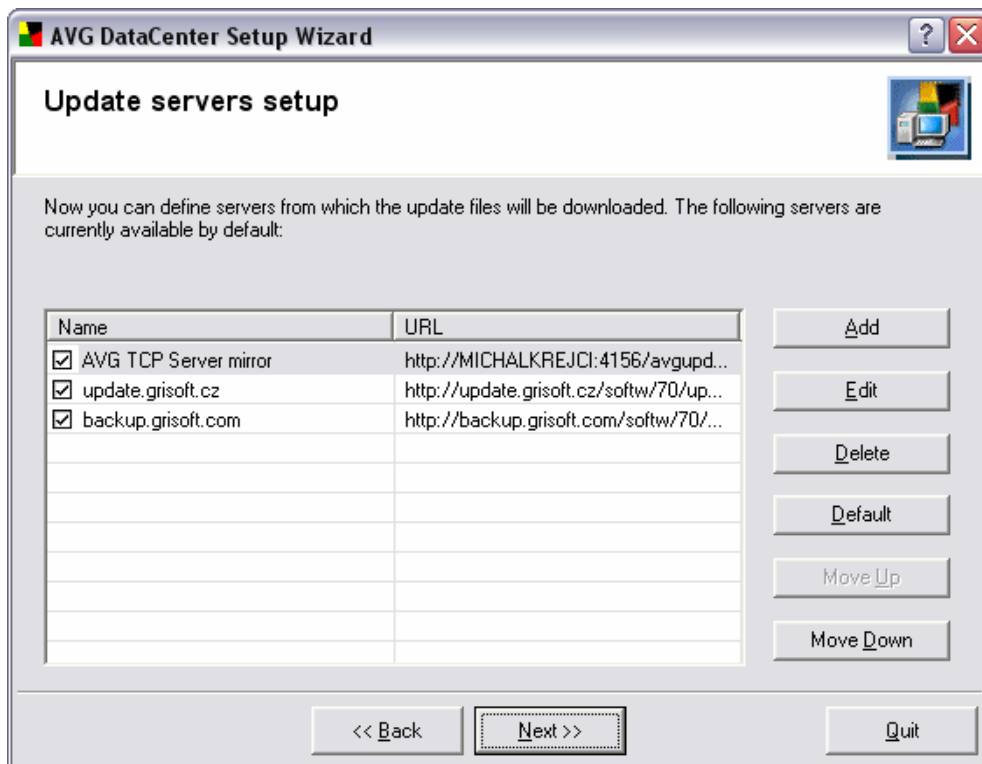 AVG DataCenter Setup Wizard
Update servers setup
Now you can define servers from which the update files will be downloaded. The following servers are
currently available by default:
Name URL
AVG TCP Server mirror http://MICHALKREJCI:4156/avgupd...
update.grisoft.cz http://update.grisoft.cz/softw/70/up...
backup.grisoft.com http://backup.grisoft.com/softw/70/...
Add
Edit
Delete
Default
Move Up
Move Down
<< Back Next >> Quit